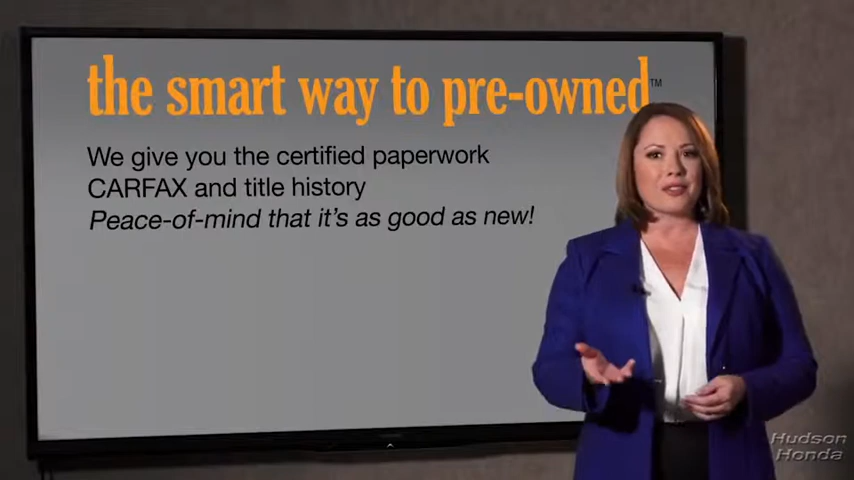 the smart way to pre-owned™
We give you the certified paperwork
CARFAX and title history
Peace-of-mind that it's as good as new!
Hudson
Honda